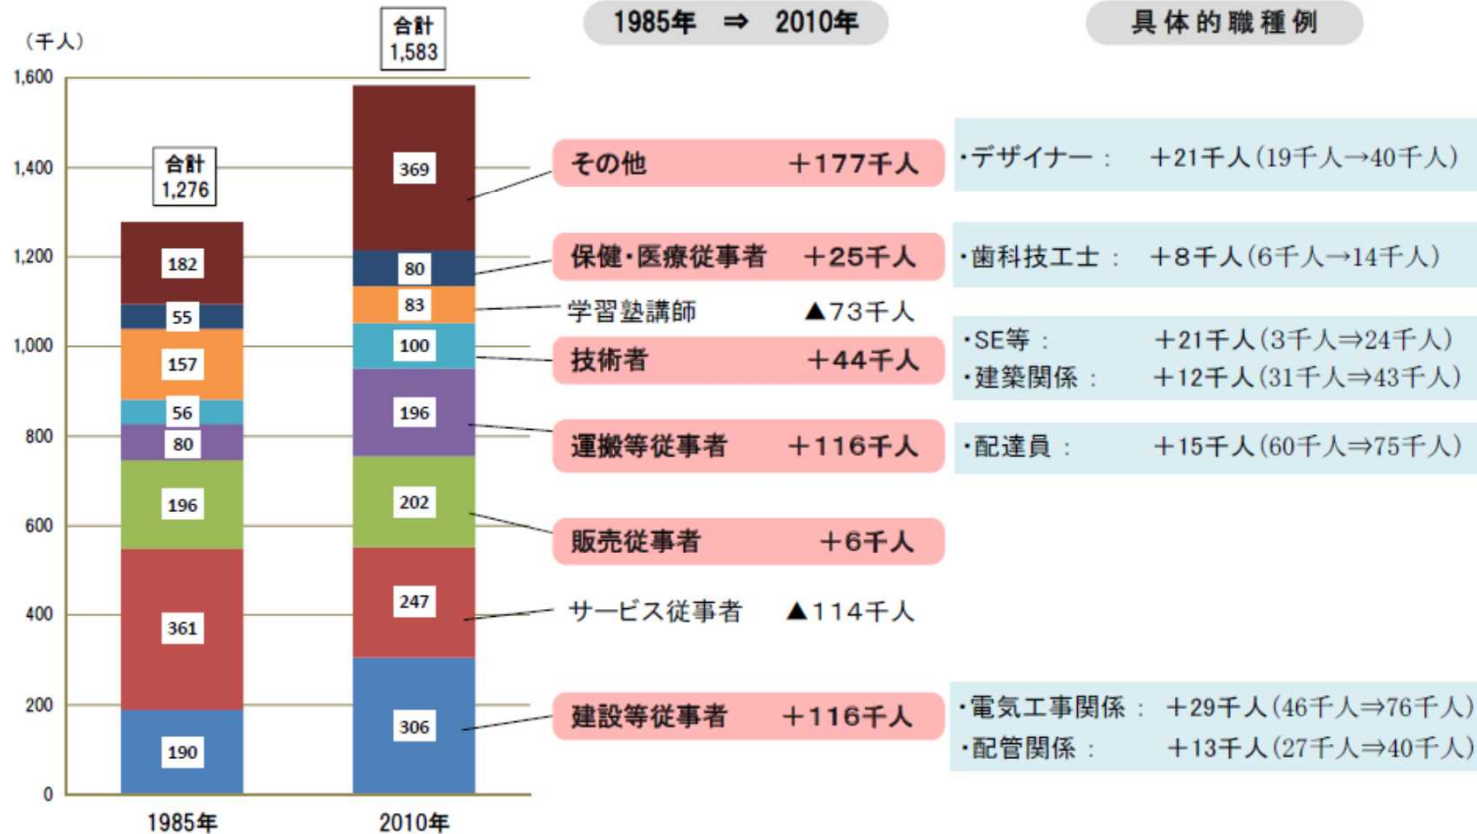 （千人）
1,600
1,400
1,200
1,000
800
600
400
200
0
合計
1,276
182
55
157
56
80
196
361
190
1985年
合計
1,583
369
80
83
100
196
202
247
306
2010年
1985年 ⇒ 2010年
その他 ＋177千人
保健・医療従事者 ＋25千人
学習塾講師 ▲73千人
技術者 ＋44千人
運搬等従事者 ＋116千人
販売従事者 ＋6千人
サービス従事者 ▲114千人
建設等従事者 ＋116千人
具体的職種例
・デザイナー： ＋21千人（19千人→40千人）
・歯科技工士： ＋8千人（6千人→14千人）
・SE等： ＋21千人（3千人⇒24千人）
・建築関係： ＋12千人（31千人⇒43千人）
・配達員： ＋15千人（60千人⇒75千人）
・電気工事関係： ＋29千人（46千人⇒76千人）
・配管関係： ＋13千人（27千人⇒40千人）